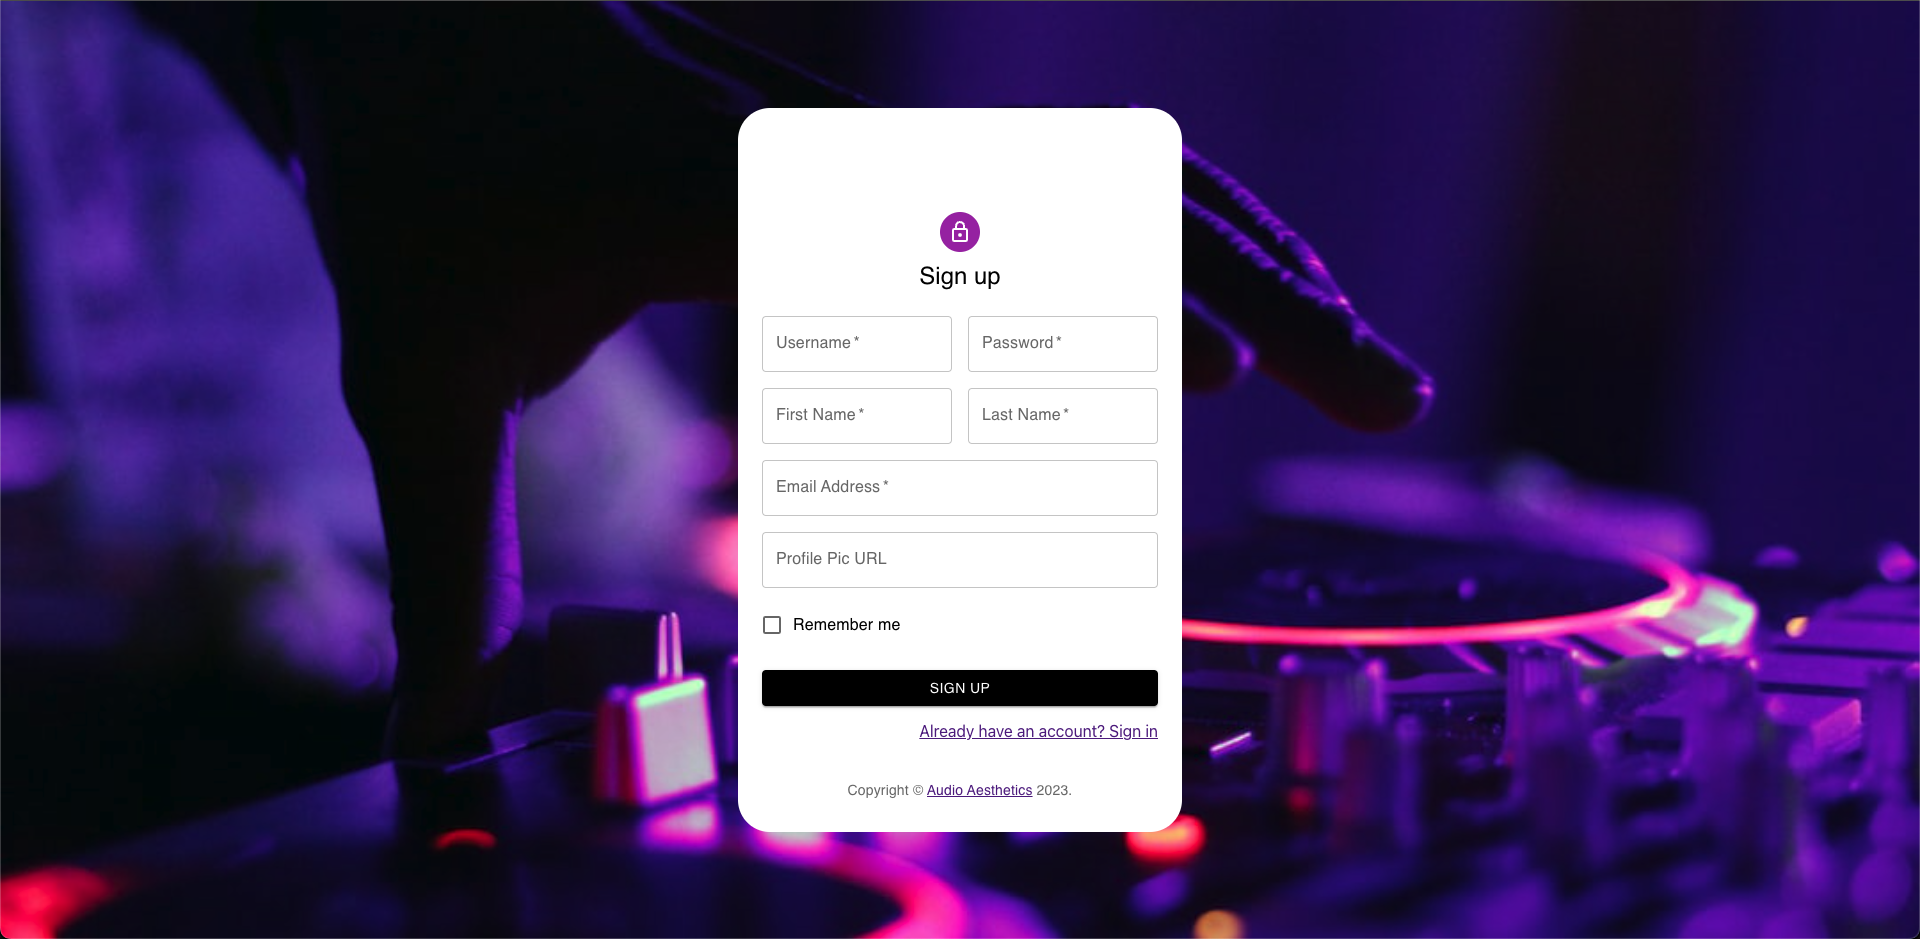 Sign up
Username *
Password *
First Name *
Last Name *
Email Address *
Profile Pic URL
Remember me
SIGN UP
Already have an account? Sign in
Copyright © Audio Aesthetics 2023.